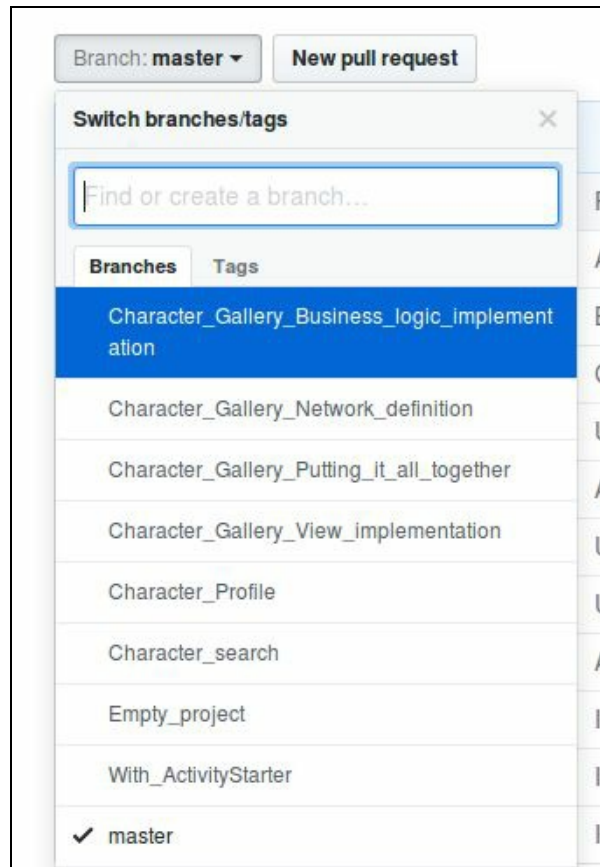 Branch: master New pull request
Switch branches/tags
Find or create a branch…
Branches Tags
Character_Gallery_Business_logic_implement
ation
Character_Gallery_Network_definition
Character_Gallery_Putting_it_all_together
Character_Gallery_View_implementation
Character_Profile
Character_search
Empty_project
With_ActivityStarter
master